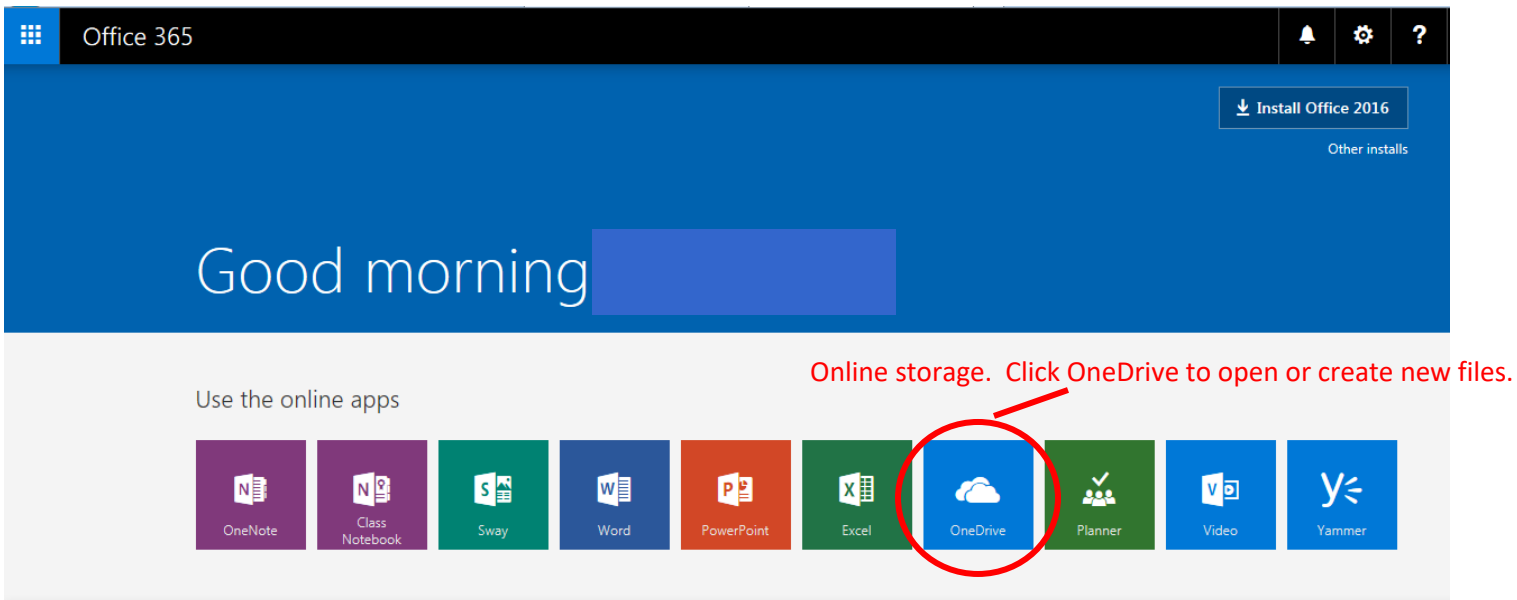 Office 365
?
Install Office 2016
Other installs
Good morning
Online storage.  Click OneDrive to open or create new files.
Use the online apps
N
OneNote
N
Class
Notebook
S
Sway
W
Word
P
PowerPoint
X
Excel
OneDrive
Planner
V
Video
Y
Yammer